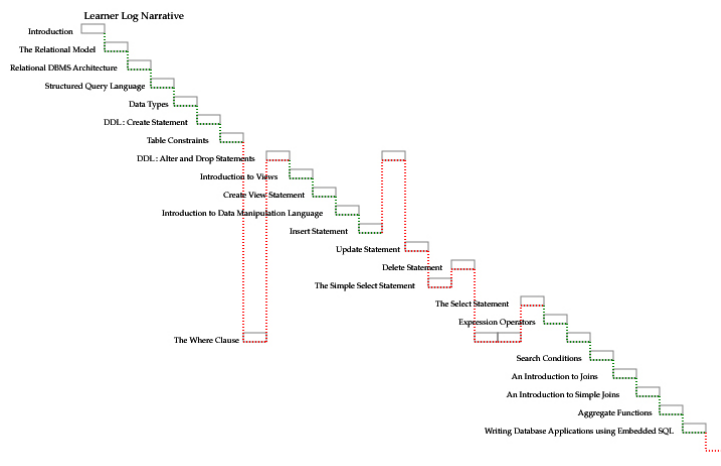 Learner Log Narrative
Introduction
The Relational Model
Relational DBMS Architecture
Structured Query Language
Data Types
DDL : Create Statement
Table Constraints
DDL : Alter and Drop Statements
Introduction to Views
Create View Statement
Introduction to Data Manipulation Language
Insert Statement
Update Statement
Delete Statement
The Simple Select Statement
The Select Statement
Expression Operators
The Where Clause
Search Conditions
An Introduction to Joins
An Introduction to Simple Joins
Aggregate Functions
Writing Database Applications using Embedded SQL